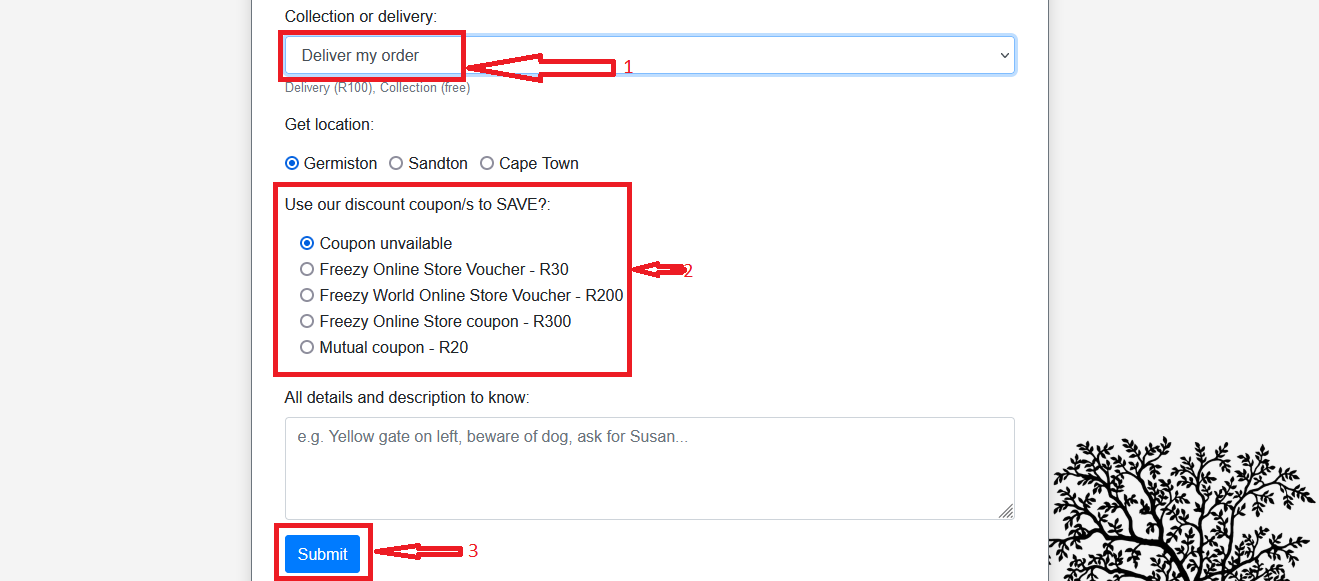 Collection or delivery:
Deliver my order
1
Delivery (R100), Collection (free)
Get location:
Germiston Sandton Cape Town
Use our discount coupon/s to SAVE?:
Coupon unvailable
Freezy Online Store Voucher - R30
2
Freezy World Online Store Voucher - R200
Freezy Online Store coupon - R300
Mutual coupon - R20
All details and description to know:
e.g. Yellow gate on left, beware of dog, ask for Susan...
Submit
3